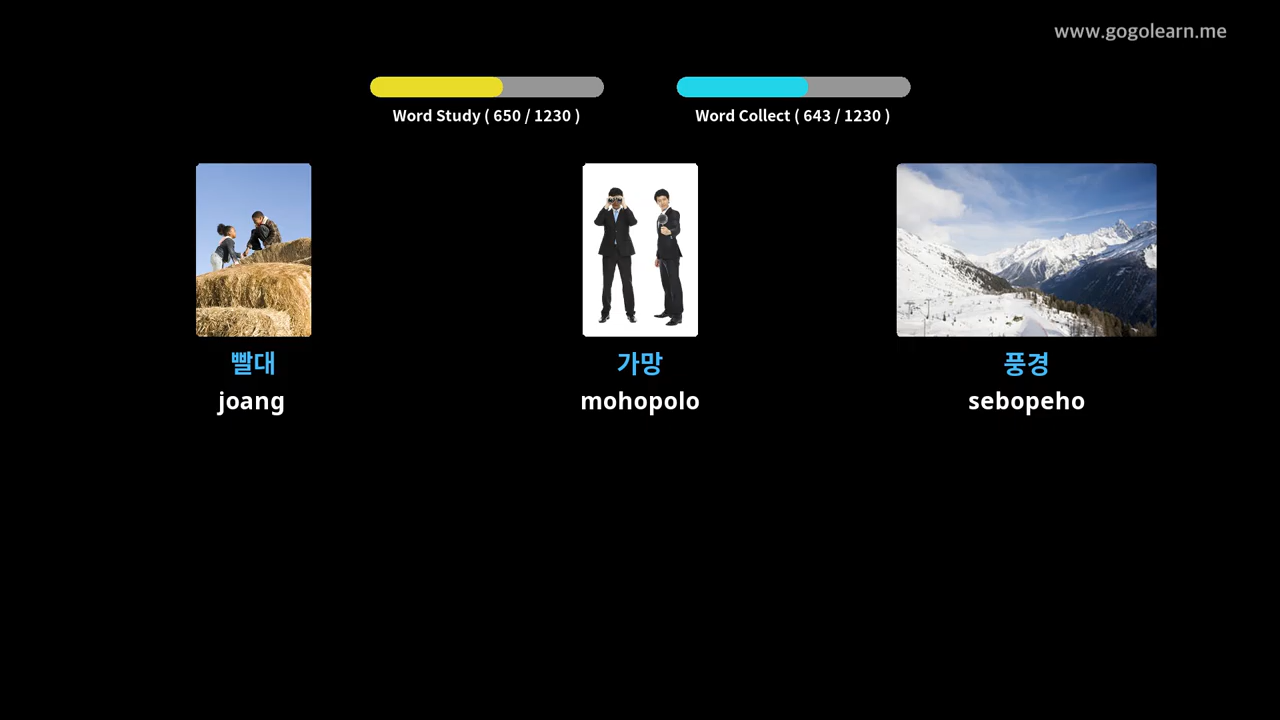 www.gogolearn.me
Word Study ( 650 / 1230 )
Word Collect ( 643 / 1230 )
빨대
joang
가망
mohopolo
풍경
sebopeho